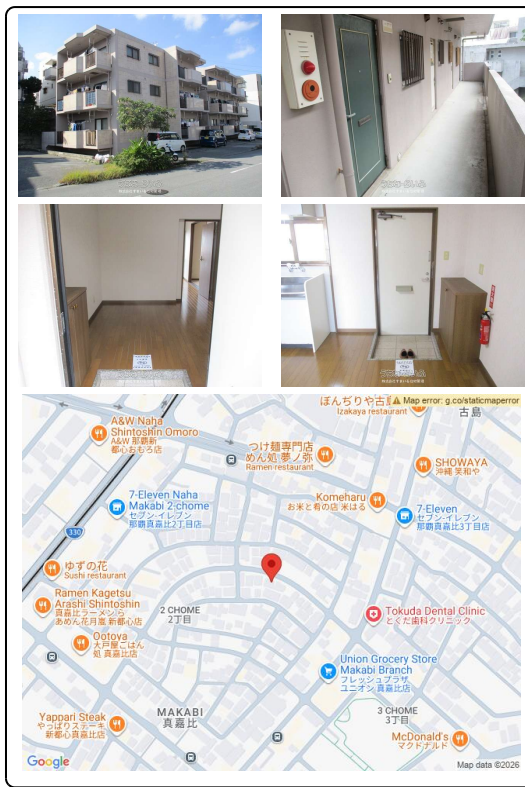 Map error: g.co/staticmaperror
Izakaya restaurant
古島
A&W Naha
Shintoshin Omoro
A&W 那覇新
都心おもろ店
つけ麺専門店
めん処 夢ノ弥
Ramen restaurant
SHOWAYA
沖縄 笑和や
7-Eleven Naha
Makabi 2-chome
セブン-イレブン
那覇真嘉比2丁目店
Komeharu
お米と肴の店 米はる
7-Eleven
セブン-イレブン
那覇真嘉比3丁目店
330
ゆずの花
Sushi restaurant
Ramen Kagetsu
Arashi Shintoshin
真嘉比ラーメン ら
あめん花月嵐 新都心店
2 CHOME
2丁目
Tokuda Dental Clinic
とくだ歯科クリニック
Ootoya
大戸屋ごはん
処 真嘉比店
Union Grocery Store
Makabi Branch
フレッシュプラザ
ユニオン 真嘉比店
MAKABI
真嘉比
3 CHOME
3丁目
Yappari Steak
やっぱりステーキ
新都心真嘉比店
McDonald's
マクドナルド
Google
Map data ©2026